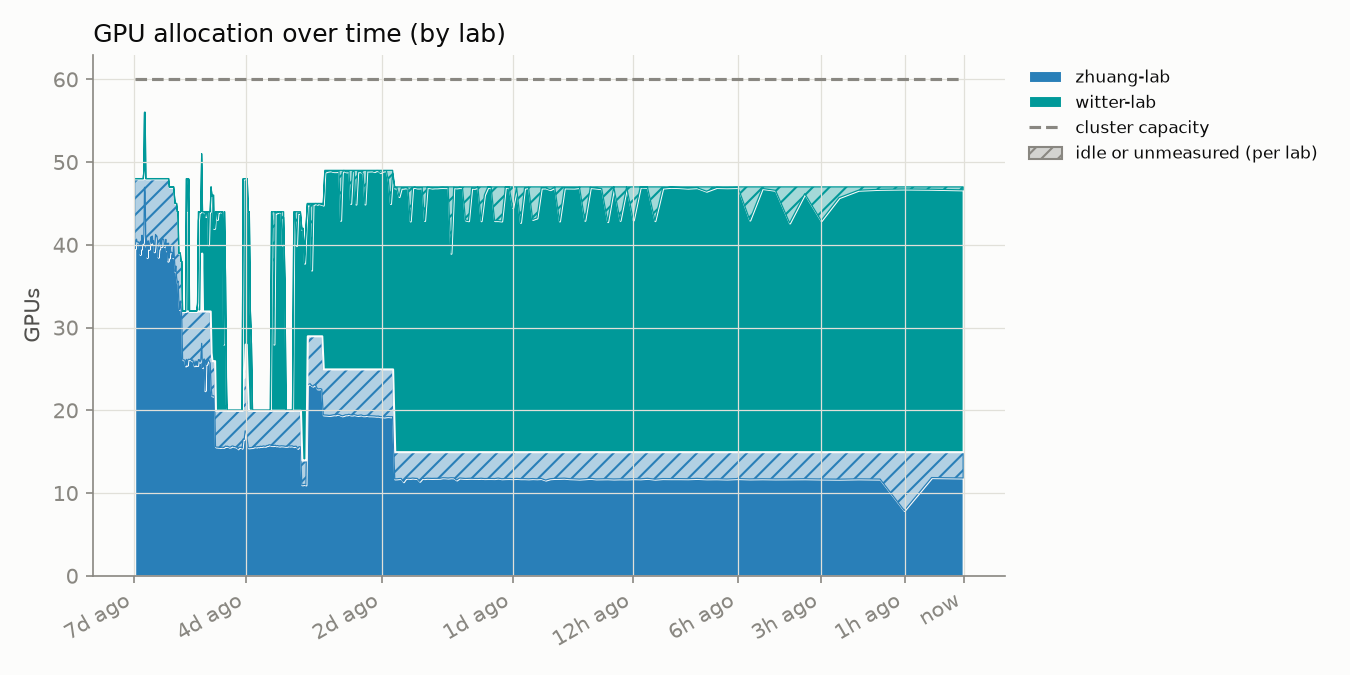 GPU allocation over time (by lab)
GPUs
60
50
40
30
20
10
0
7d ago
4d ago
2d ago
1d ago
12h ago
6h ago
3h ago
1h ago
now
zhuang-lab
witter-lab
cluster capacity
idle or unmeasured (per lab)